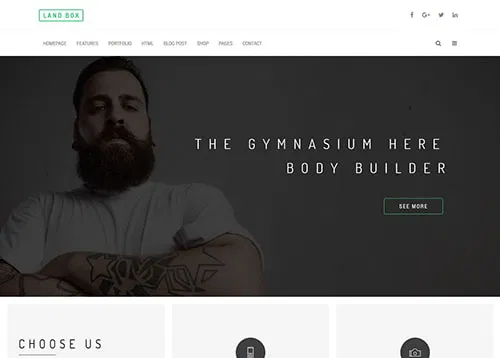 LAND BOX
HOMEPAGE FEATURES PORTFOLIO HTML BLOG POST SHOP PAGES CONTACT
THE GYMNASIUM HERE
BODY BUILDER
SEE MORE
CHOOSE US